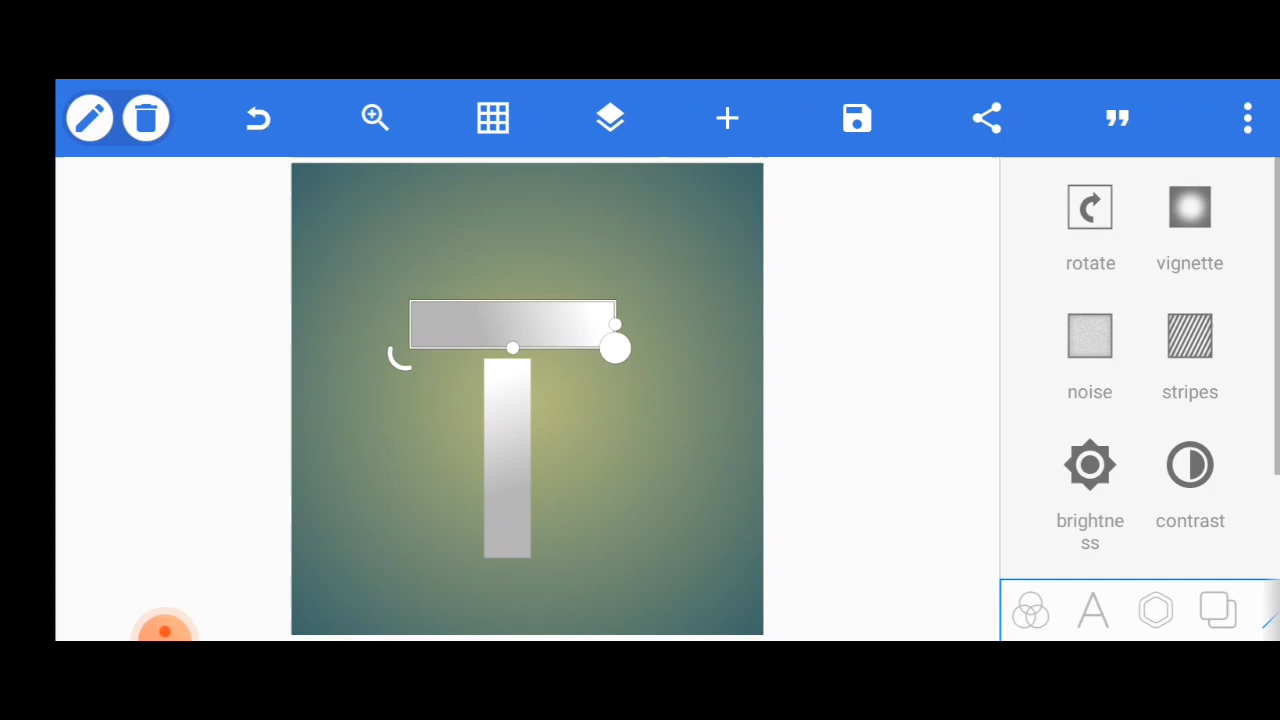 rotate
vignette
noise
stripes
brightne
ss
contrast